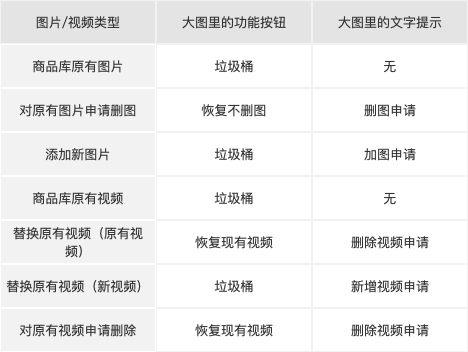 图片/视频类型 大图里的功能按钮 大图里的文字提示
商品库原有图片 垃圾桶 无
对原有图片申请删图 恢复不删图 删图申请
添加新图片 垃圾桶 加图申请
商品库原有视频 垃圾桶 无
替换原有视频（原有视
频） 恢复现有视频 删除视频申请
替换原有视频（新视频） 垃圾桶 新增视频申请
对原有视频申请删除 恢复现有视频 删除视频申请